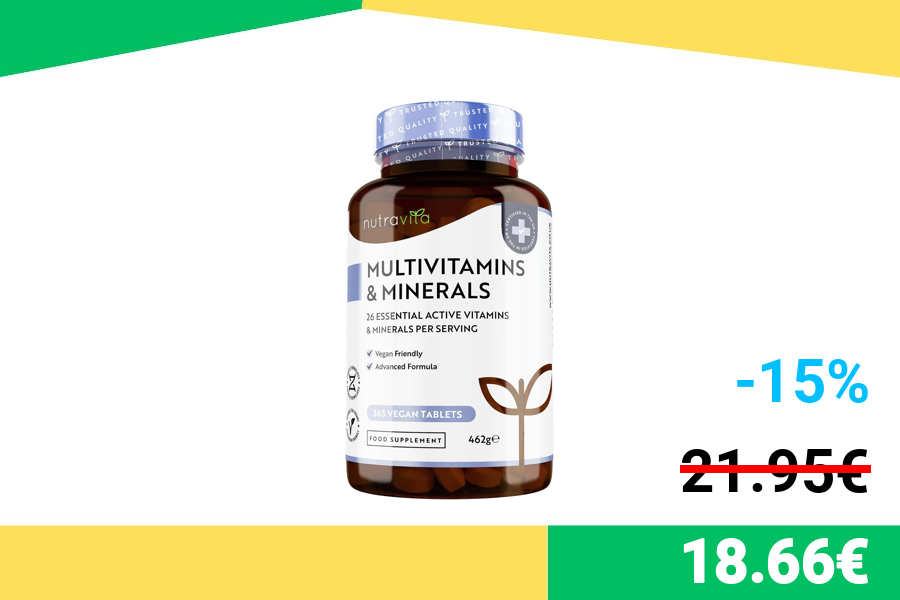 TRUSTED QUALITY
nutravita
MULTIVITAMINS
& MINERALS
26 ESSENTIAL ACTIVE VITAMINS
& MINERALS PER SERVING
Vegan Friendly
Advanced Formula
365 VEGAN TABLETS
FOOD SUPPLEMENT
462g℮
-15%
21.95€
18.66€